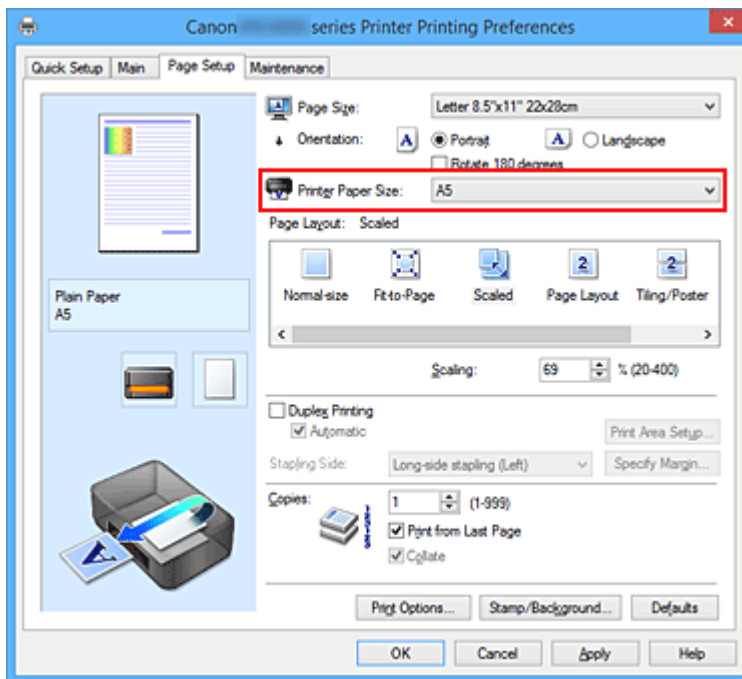 Canon series Printer Printing Preferences
Quick Setup Main Page Setup Maintenance
Page Size: Letter 8.5"x11" 22x28cm
Orientation: A Portrait A Landscape
Rotate 180 degrees
Printer Paper Size: A5
Page Layout: Scaled
Normal-size Fit-to-Page Scaled Page Layout Tiling/Poster
Plain Paper
A5
Scaling: 69 % (20-400)
Duplex Printing
Automatic
Print Area Setup...
Stapling Side: Long-side stapling (Left) Specify Margin...
Copies: 1 (1-999)
Print from Last Page
Collate
Print Options... Stamp/Background... Defaults
OK Cancel Apply Help